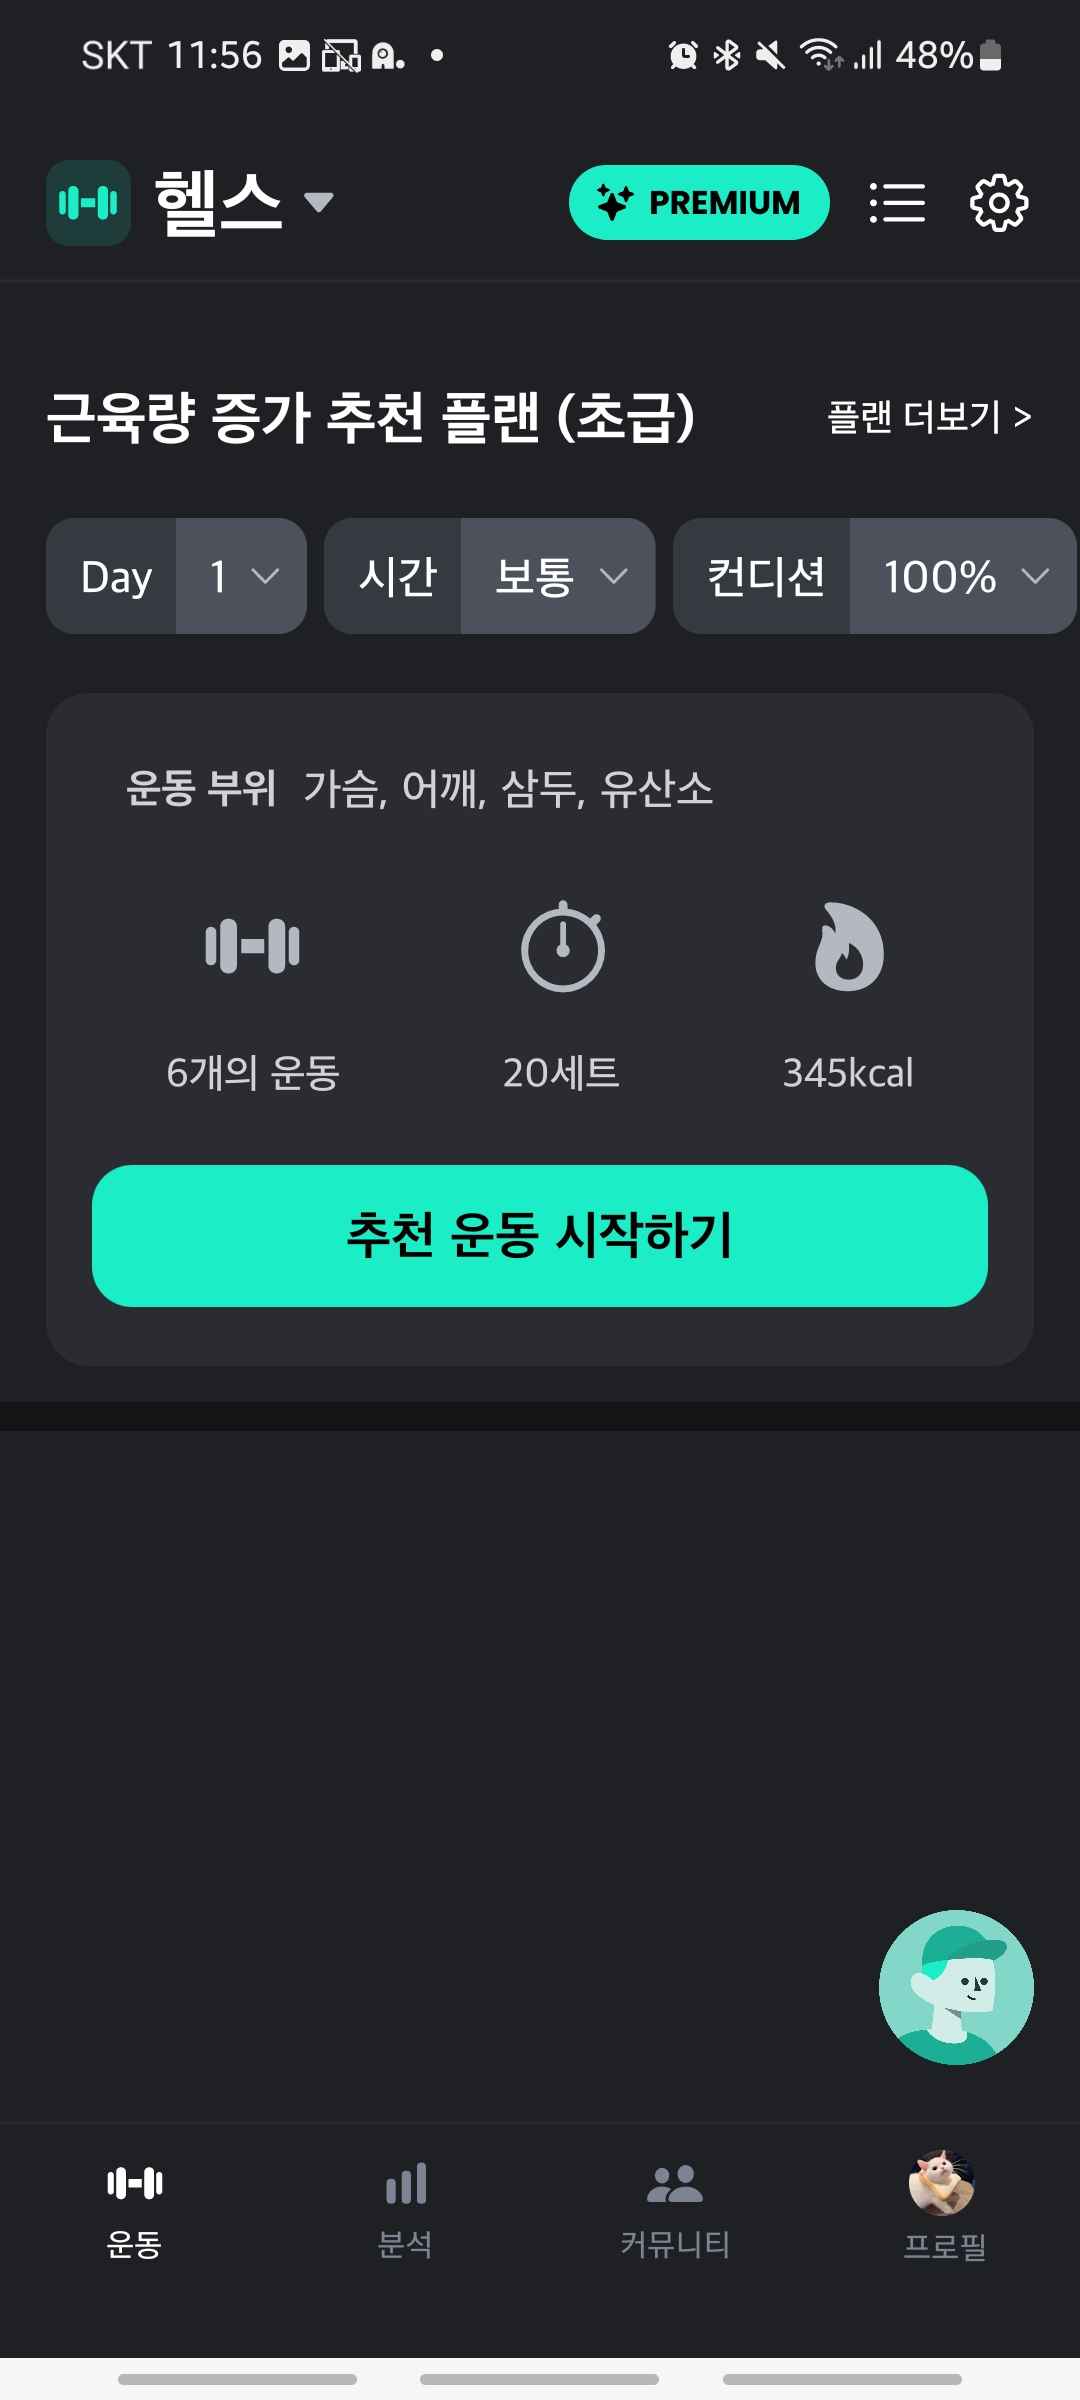 SKT 11:56 48%
헬스 PREMIUM
근육량 증가 추천 플랜 (초급) 플랜 더보기 >
Day 1 시간 보통 컨디션 100%
운동 부위 가슴, 어깨, 삼두, 유산소
6개의 운동 20세트 345kcal
추천 운동 시작하기
운동 분석 커뮤니티 프로필